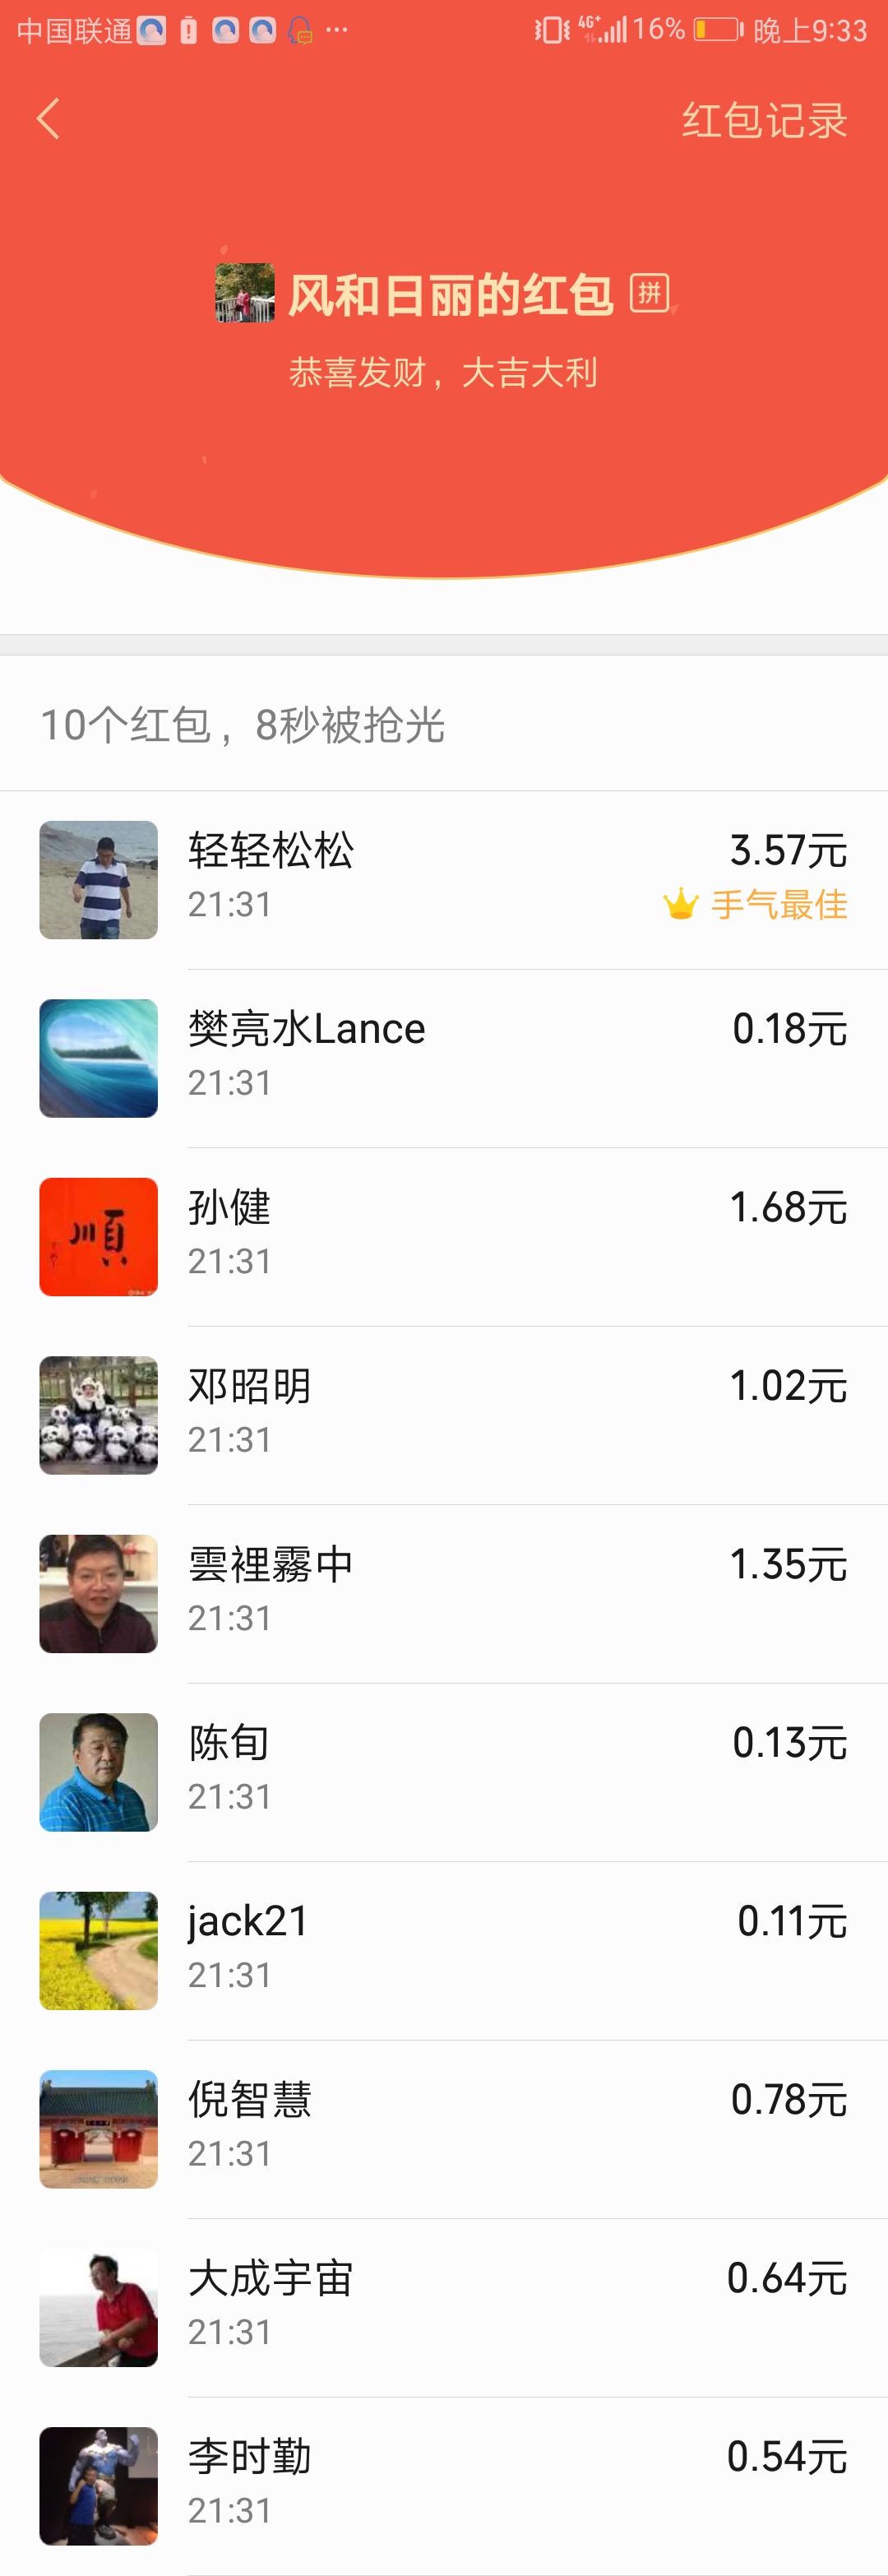 中国联通 4G+ 16% 晚上9:33
红包记录
风和日丽的红包 拼
恭喜发财，大吉大利
10个红包，8秒被抢光
轻轻松松 3.57元
21:31 手气最佳
樊亮水Lance 0.18元
21:31
順
孙健 1.68元
21:31
邓昭明 1.02元
21:31
雲裡霧中 1.35元
21:31
陈旬 0.13元
21:31
jack21 0.11元
21:31
倪智慧 0.78元
21:31
大成宇宙 0.64元
21:31
李时勤 0.54元
21:31